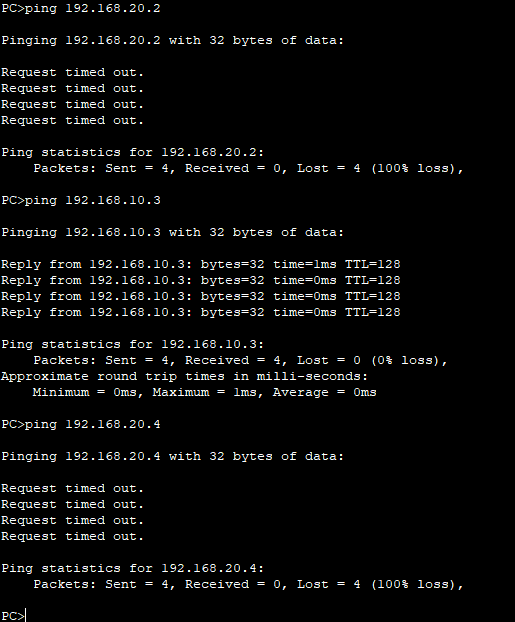 PC>ping 192.168.20.2
Pinging 192.168.20.2 with 32 bytes of data:
Request timed out.
Request timed out.
Request timed out.
Request timed out.
Ping statistics for 192.168.20.2:
    Packets: Sent = 4, Received = 0, Lost = 4 (100% loss),
PC>ping 192.168.10.3
Pinging 192.168.10.3 with 32 bytes of data:
Reply from 192.168.10.3: bytes=32 time=1ms TTL=128
Reply from 192.168.10.3: bytes=32 time=0ms TTL=128
Reply from 192.168.10.3: bytes=32 time=0ms TTL=128
Reply from 192.168.10.3: bytes=32 time=0ms TTL=128
Ping statistics for 192.168.10.3:
    Packets: Sent = 4, Received = 4, Lost = 0 (0% loss),
Approximate round trip times in milli-seconds:
    Minimum = 0ms, Maximum = 1ms, Average = 0ms
PC>ping 192.168.20.4
Pinging 192.168.20.4 with 32 bytes of data:
Request timed out.
Request timed out.
Request timed out.
Request timed out.
Ping statistics for 192.168.20.4:
    Packets: Sent = 4, Received = 0, Lost = 4 (100% loss),
PC>